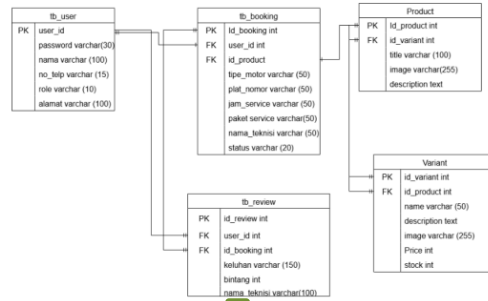 tb_user
PK user_id
password varchar(30)
nama varchar (100)
no_telp varchar (15)
role varchar (10)
alamat varchar (100)
tb_booking
PK Id_booking int
FK user_id int
FK id_product
tipe_motor varchar (50)
plat_nomor varchar (50)
jam_service varchar (50)
paket service varchar(50)
nama_teknisi varchar (50)
status varchar (20)
Product
PK Id_product int
FK id_variant int
title varchar (100)
image varchar(255)
description text
Variant
PK id_variant int
FK id_product int
name varchar (50)
description text
image varchar (255)
Price int
stock int
tb_review
PK id_review int
FK user_id int
FK id_booking int
keluhan varchar (150)
bintang int
nama_teknisi varchar(100)